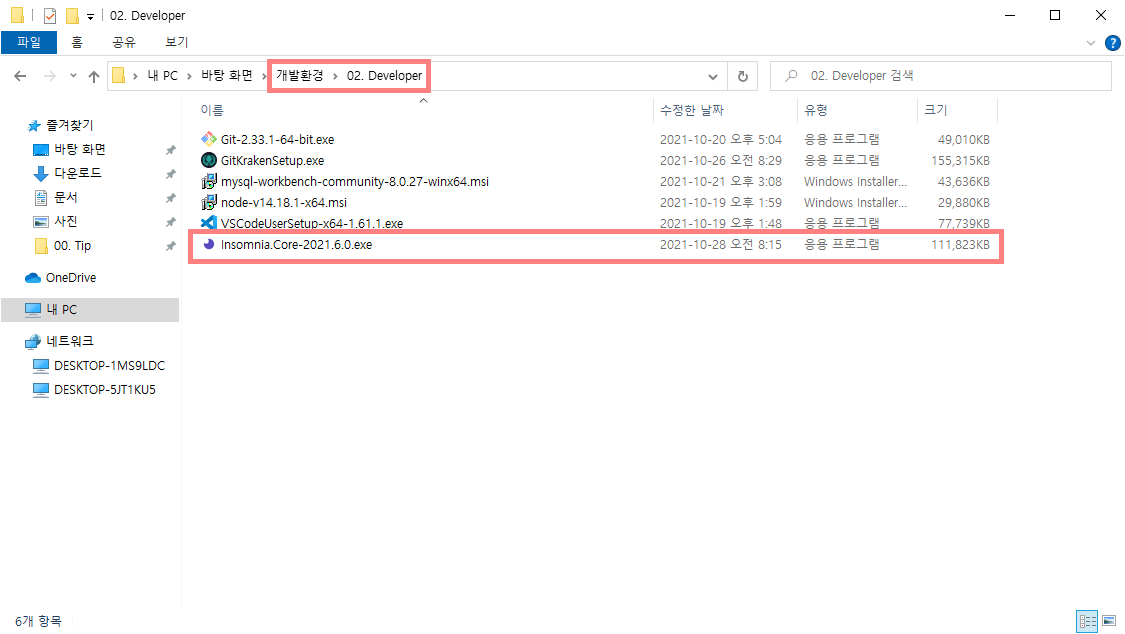 02. Developer
파일 홈 공유 보기
내 PC 바탕 화면 개발환경 02. Developer 02. Developer 검색
이름 수정한 날짜 유형 크기
즐겨찾기
바탕 화면
다운로드
문서
사진
00. Tip
OneDrive
내 PC
네트워크
DESKTOP-1MS9LDC
DESKTOP-5JT1KU5
Git-2.33.1-64-bit.exe 2021-10-20 오후 5:04 응용 프로그램 49,010KB
GitKrakenSetup.exe 2021-10-26 오전 8:29 응용 프로그램 155,315KB
mysql-workbench-community-8.0.27-winx64.msi 2021-10-21 오후 3:08 Windows Installer... 43,636KB
node-v14.18.1-x64.msi 2021-10-19 오후 1:59 Windows Installer... 29,880KB
VSCodeUserSetup-x64-1.61.1.exe 2021-10-19 오후 1:48 응용 프로그램 77,739KB
Insomnia.Core-2021.6.0.exe 2021-10-28 오전 8:15 응용 프로그램 111,823KB
6개 항목